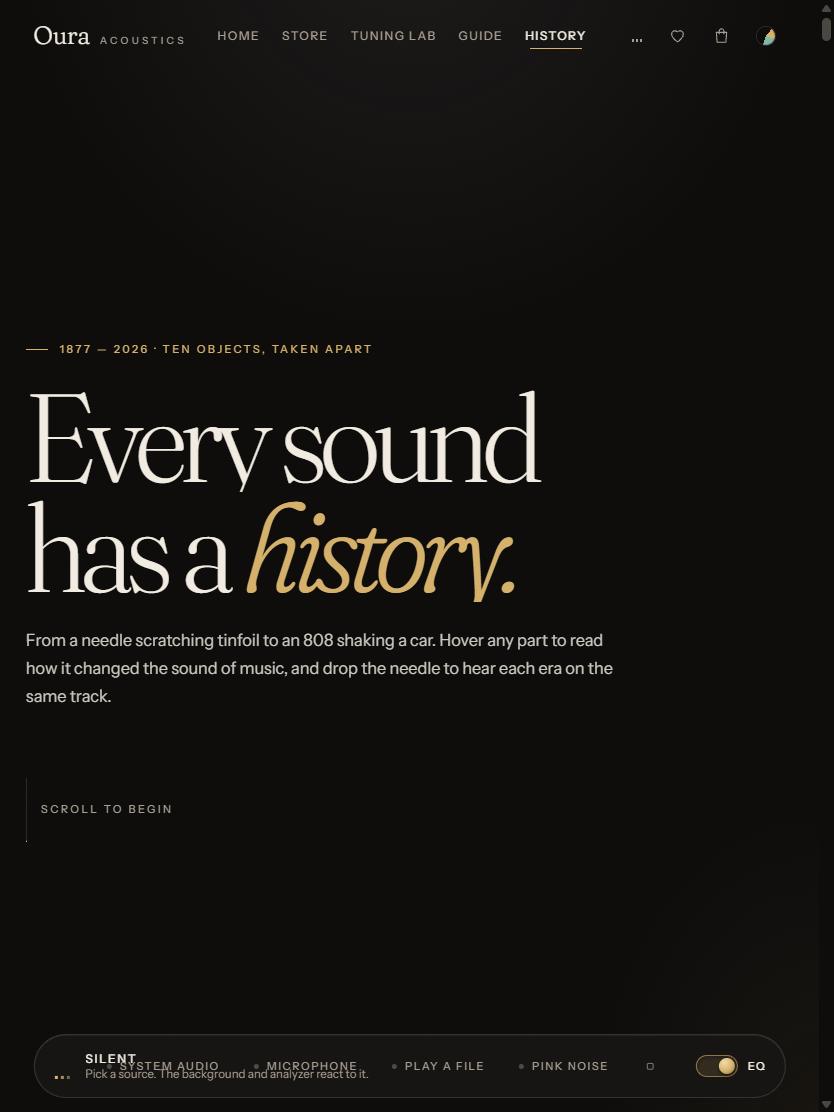 Oura ACOUSTICS HOME STORE TUNING LAB GUIDE HISTORY
1877 — 2026 · TEN OBJECTS, TAKEN APART
Every sound
has a history.
From a needle scratching tinfoil to an 808 shaking a car. Hover any part to read
how it changed the sound of music, and drop the needle to hear each era on the
same track.
SCROLL TO BEGIN
SILENT
SYSTEM AUDIO MICROPHONE PLAY A FILE PINK NOISE EQ
Pick a source. The background and analyzer react to it.